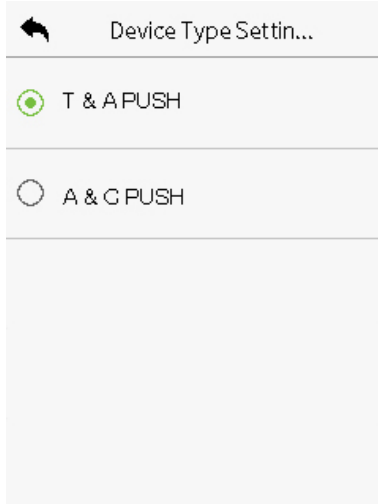 Device Type Settin...
T & A PUSH
A & C PUSH